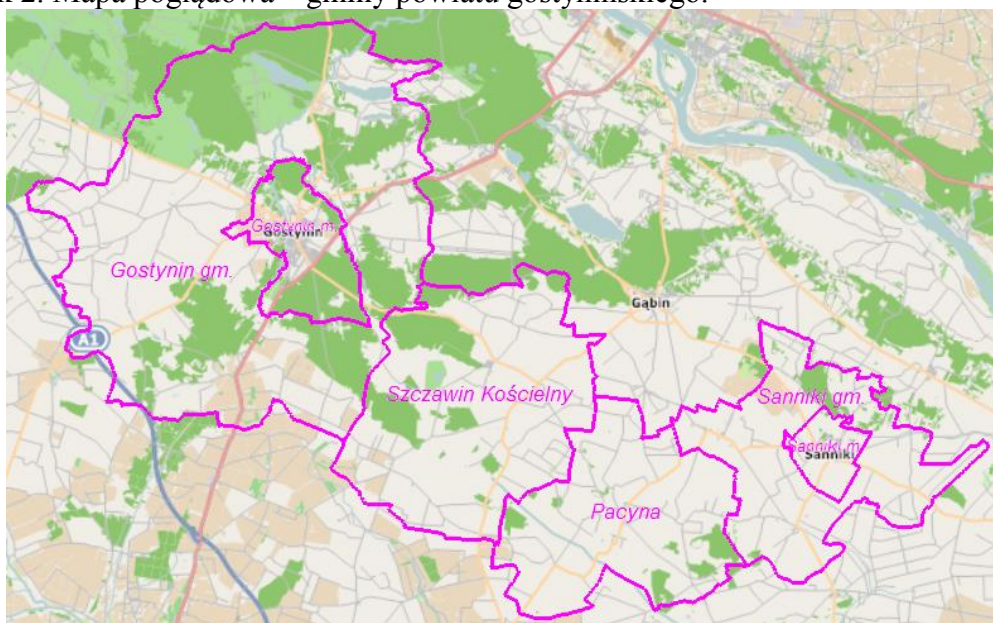 2. Mapa poglądowa – gminy powiatu gostynińskiego.
Gostynin m.
Gostynin
Gostynin gm.
Gąbin
A1
Szczawin Kościelny
Sanniki gm.
Sanniki m.
Sanniki
Pacyna